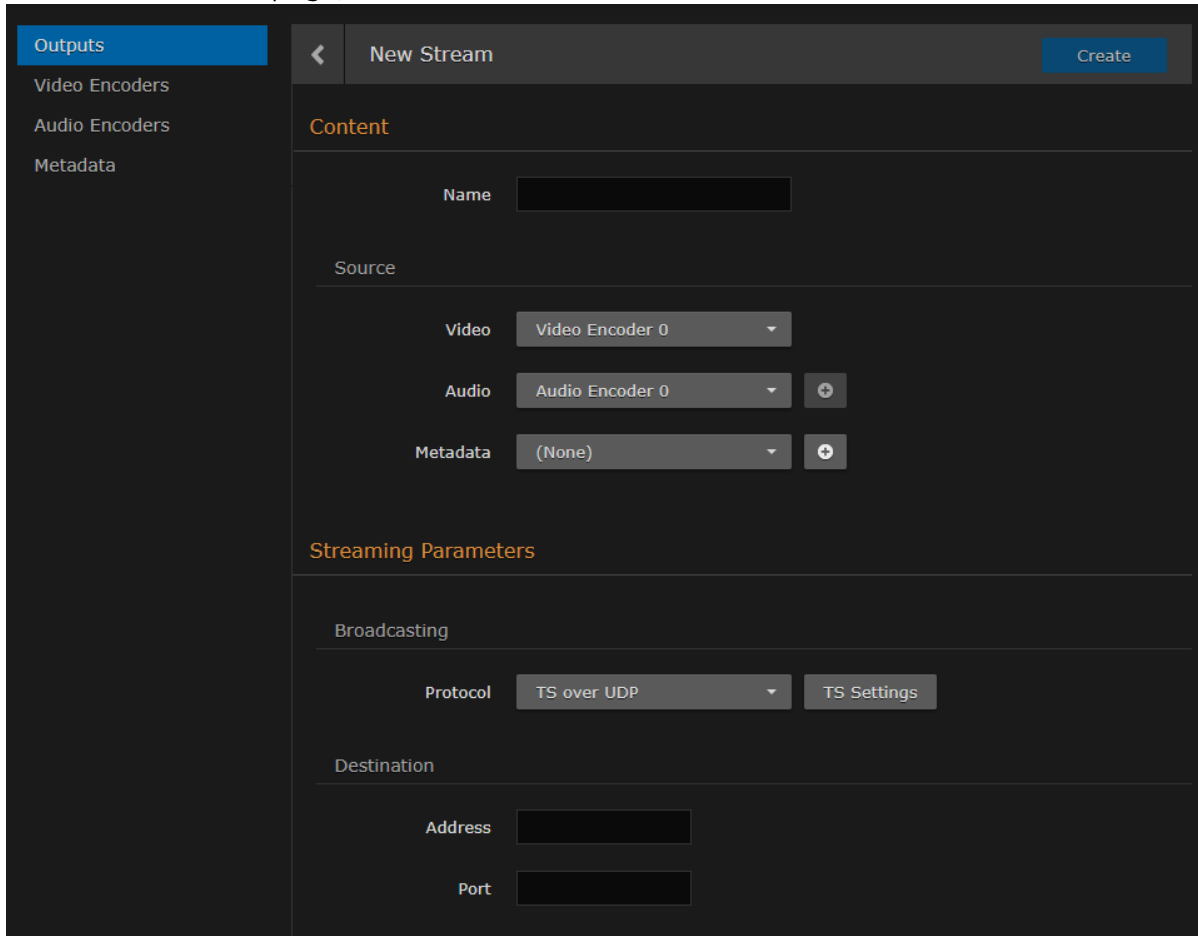 Outputs
Video Encoders
Audio Encoders
Metadata
New Stream
Create
Content
Name
Source
Video Video Encoder 0
Audio Audio Encoder 0
Metadata (None)
Streaming Parameters
Broadcasting
Protocol TS over UDP TS Settings
Destination
Address
Port